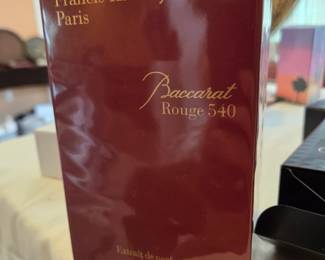 Francis
Paris
Baccarat
Rouge 540
Extrait de